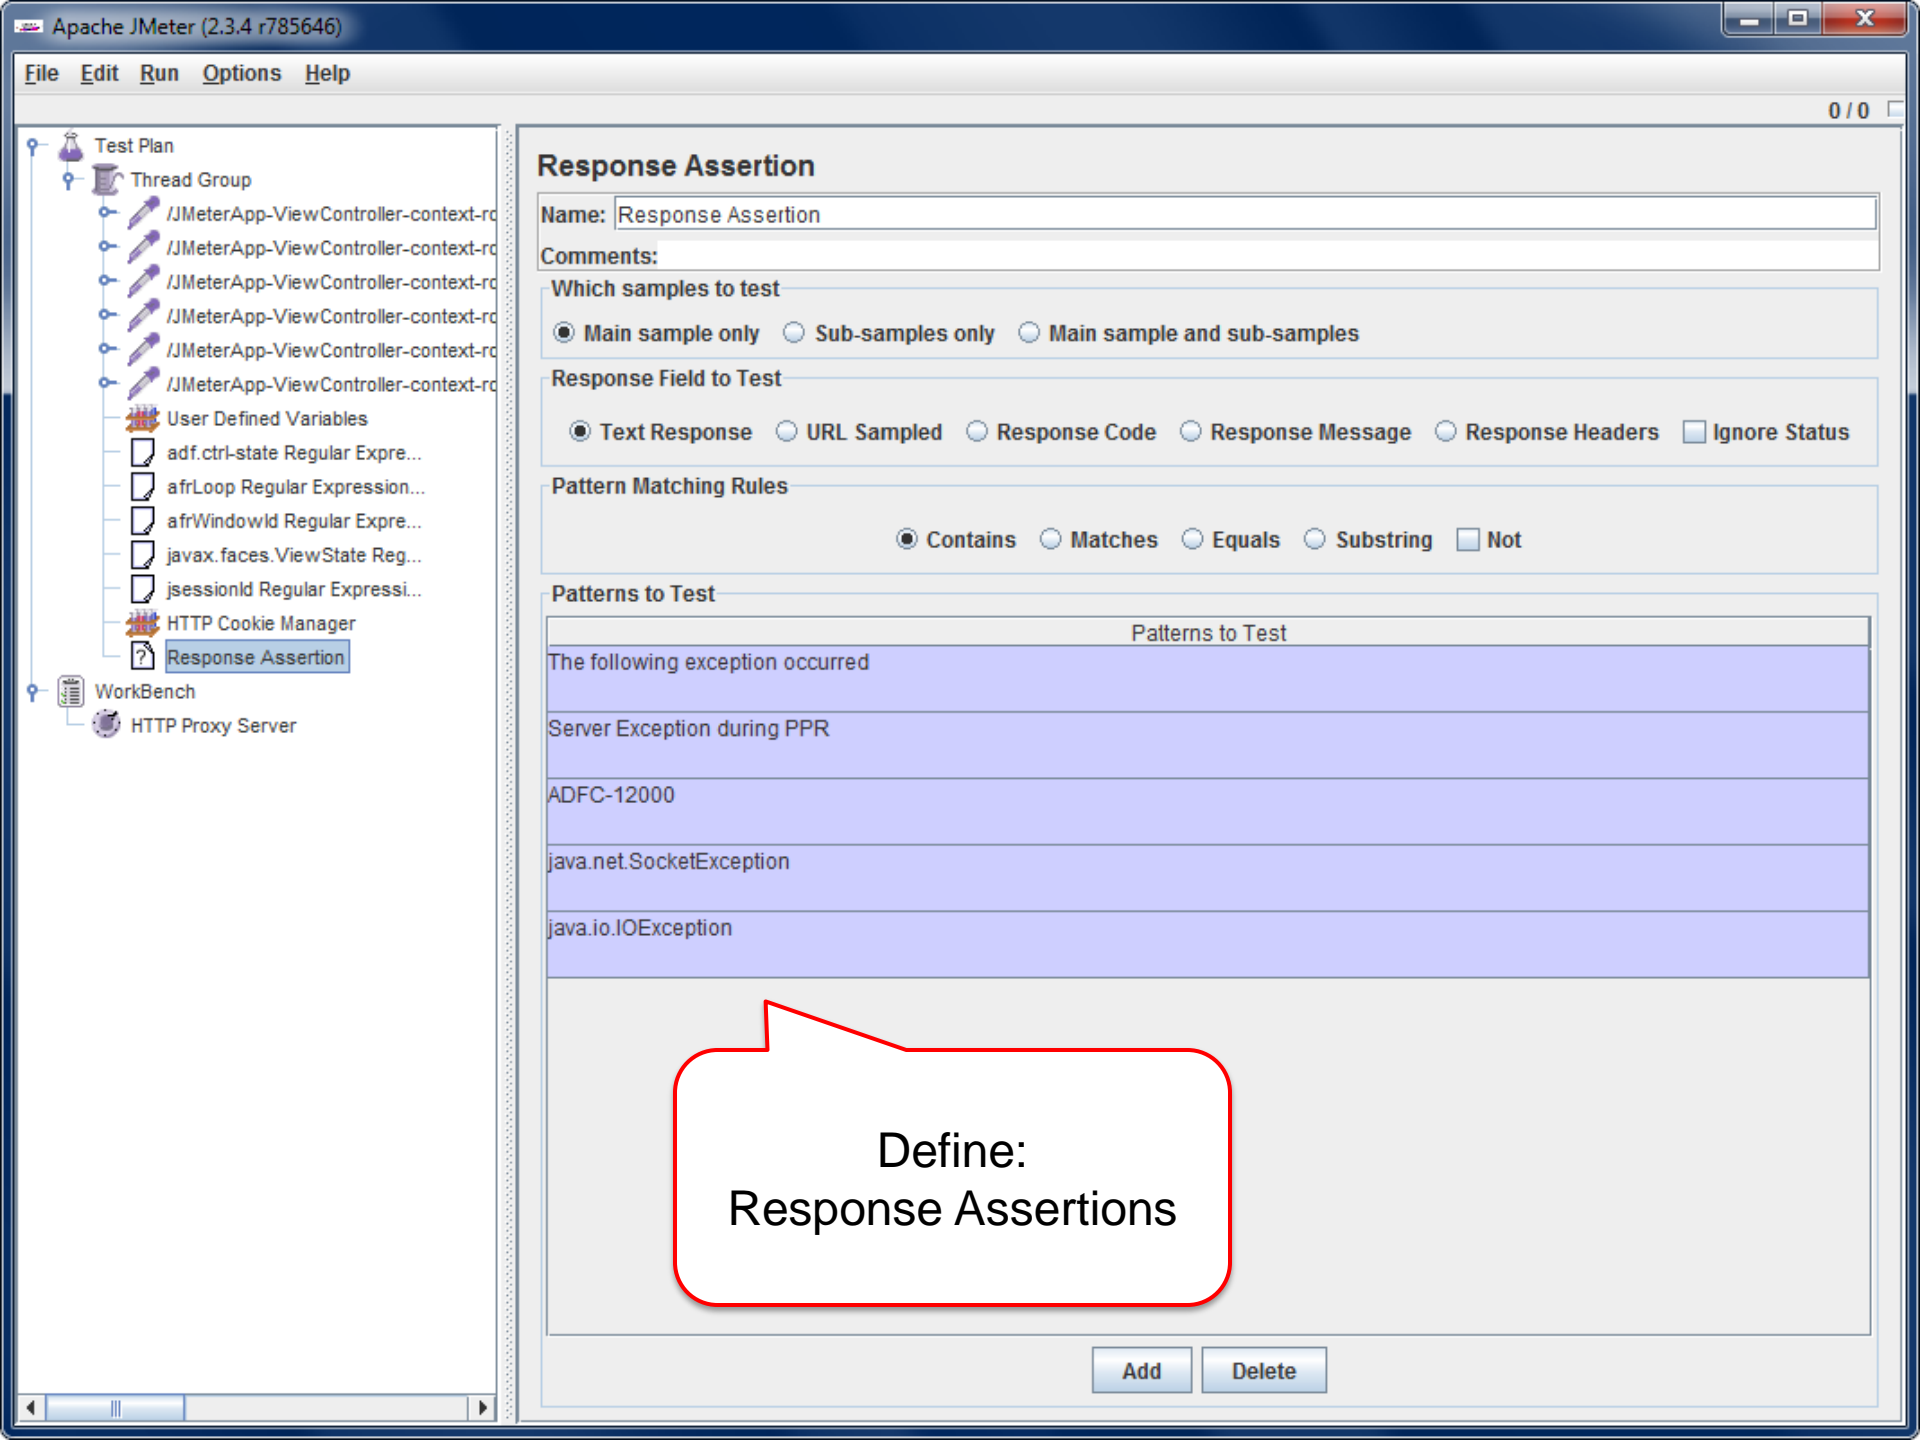 Apache JMeter (2.3.4 r785646)
File Edit Run Options Help
0 / 0
Test Plan
Thread Group
/JMeterApp-ViewController-context-ro
/JMeterApp-ViewController-context-ro
/JMeterApp-ViewController-context-ro
/JMeterApp-ViewController-context-ro
/JMeterApp-ViewController-context-ro
/JMeterApp-ViewController-context-ro
User Defined Variables
adf.ctrl-state Regular Expre...
afrLoop Regular Expression...
afrWindowId Regular Expre...
javax.faces.ViewState Reg...
jsessionId Regular Expressi...
HTTP Cookie Manager
Response Assertion
WorkBench
HTTP Proxy Server
Response Assertion
Name: Response Assertion
Comments:
Which samples to test
Main sample only Sub-samples only Main sample and sub-samples
Response Field to Test
Text Response URL Sampled Response Code Response Message Response Headers Ignore Status
Pattern Matching Rules
Contains Matches Equals Substring Not
Patterns to Test
Patterns to Test
The following exception occurred
Server Exception during PPR
ADFC-12000
java.net.SocketException
java.io.IOException
Define:
Response Assertions
Add Delete